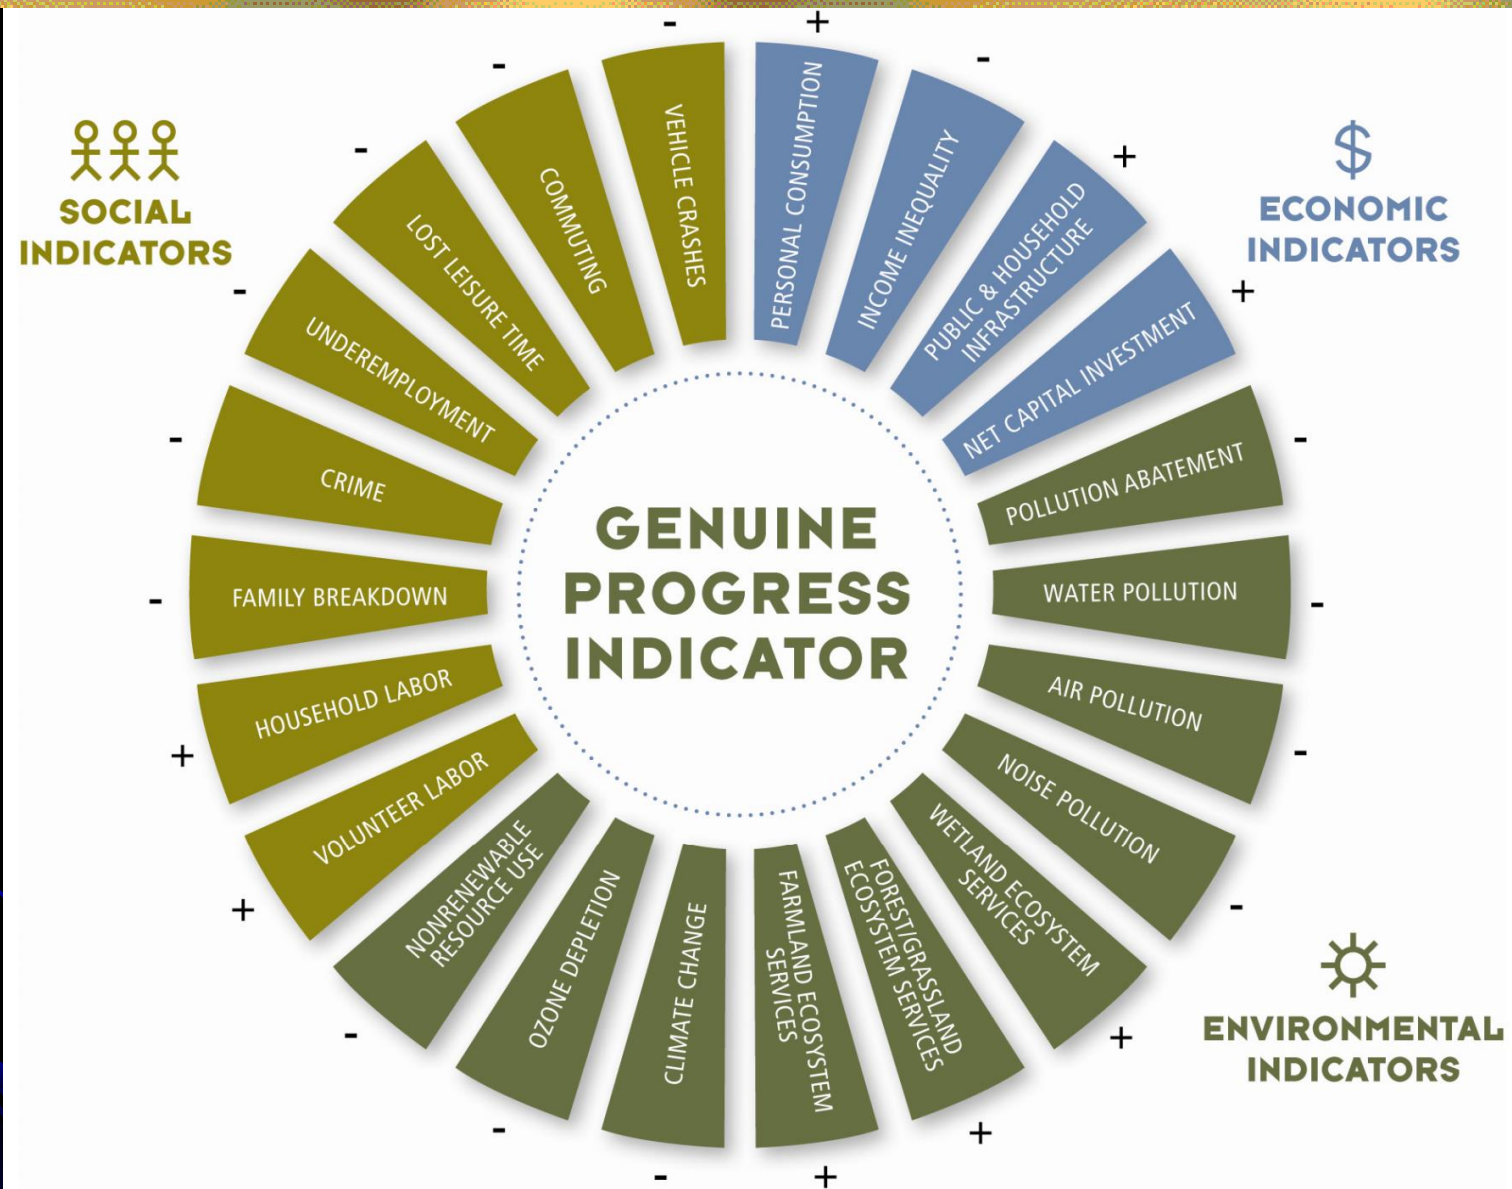 SOCIAL
INDICATORS
$
ECONOMIC
INDICATORS
ENVIRONMENTAL
INDICATORS
GENUINE
PROGRESS
INDICATOR
+
PERSONAL CONSUMPTION
-
INCOME INEQUALITY
+
PUBLIC & HOUSEHOLD
INFRASTRUCTURE
+
NET CAPITAL INVESTMENT
-
POLLUTION ABATEMENT
-
WATER POLLUTION
-
AIR POLLUTION
-
NOISE POLLUTION
+
WETLAND ECOSYSTEM
SERVICES
+
FOREST/GRASSLAND
ECOSYSTEM SERVICES
+
FARMLAND ECOSYSTEM
SERVICES
-
CLIMATE CHANGE
-
OZONE DEPLETION
-
NONRENEWABLE
RESOURCE USE
+
VOLUNTEER LABOR
+
HOUSEHOLD LABOR
-
FAMILY BREAKDOWN
-
CRIME
-
UNDEREMPLOYMENT
-
LOST LEISURE TIME
-
COMMUTING
-
VEHICLE CRASHES